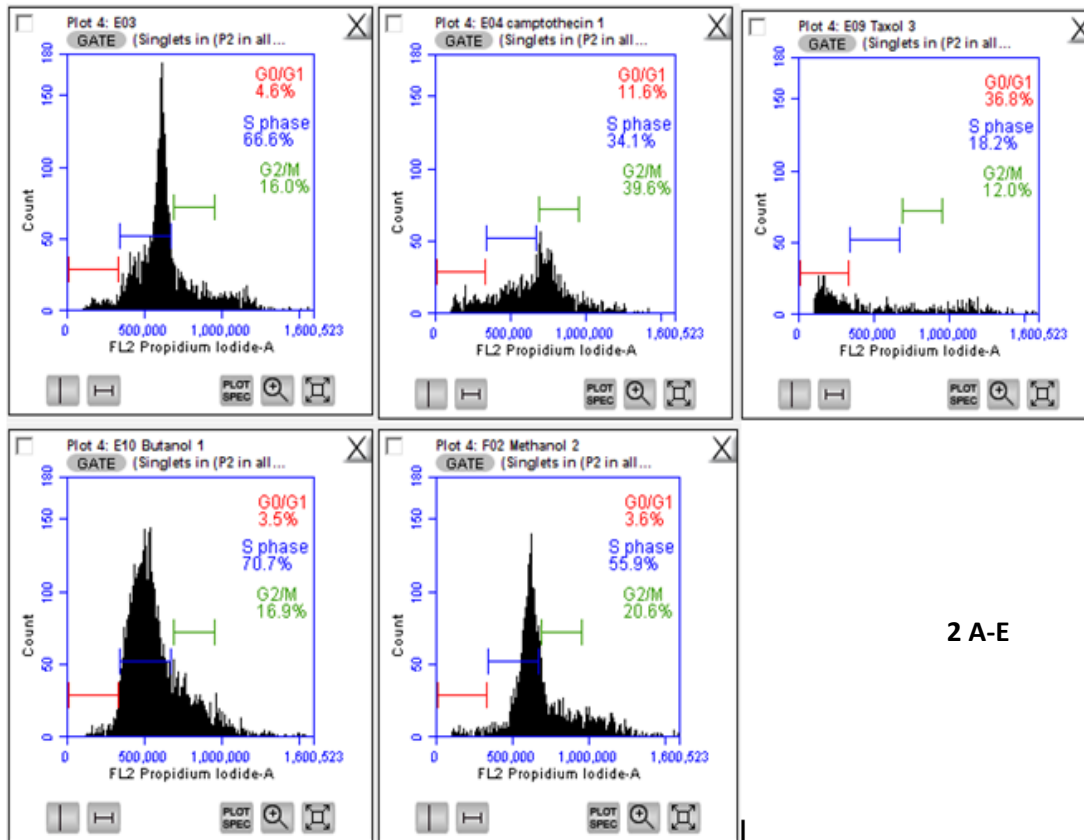 Plot 4: E03
GATE (Singlets in (P2 in all...
180
150
100
50
0
Count
G0/G1
4.6%
S phase
66.6%
G2/M
16.0%
0 500,000 1,000,000 1,600,523
FL2 Propidium Iodide-A
PLOT
SPEC
Plot 4: E04 camptothecin 1
GATE (Singlets in (P2 in all...
180
150
100
50
0
Count
G0/G1
11.6%
S phase
34.1%
G2/M
39.6%
0 500,000 1,000,000 1,600,523
FL2 Propidium Iodide-A
PLOT
SPEC
Plot 4: E09 Taxol 3
GATE (Singlets in (P2 in all...
180
150
100
50
0
Count
G0/G1
36.8%
S phase
18.2%
G2/M
12.0%
0 500,000 1,000,000 1,600,523
FL2 Propidium Iodide-A
PLOT
SPEC
Plot 4: E10 Butanol 1
GATE (Singlets in (P2 in all...
180
150
100
50
0
Count
G0/G1
3.5%
S phase
70.7%
G2/M
16.9%
0 500,000 1,000,000 1,600,523
FL2 Propidium Iodide-A
PLOT
SPEC
Plot 4: F02 Methanol 2
GATE (Singlets in (P2 in all...
180
150
100
50
0
Count
G0/G1
3.6%
S phase
55.9%
G2/M
20.6%
0 500,000 1,000,000 1,600,523
FL2 Propidium Iodide-A
PLOT
SPEC
2 A-E